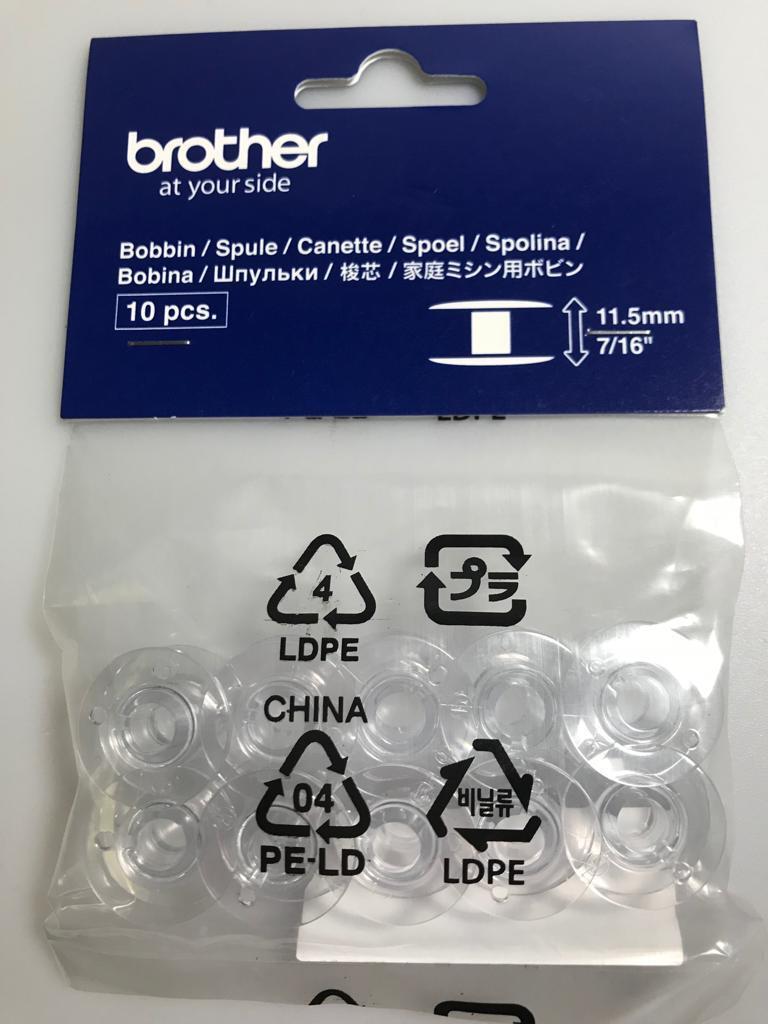 brother
at your side
Bobbin / Spule / Canette / Spoel / Spolina /
Bobina / Шпульки / 梭芯 / 家庭ミシン用ボビン
10 pcs.
11.5mm
7/16"
LDPE
4
プラ
LDPE
CHINA
04
PE-LD
비닐류
LDPE